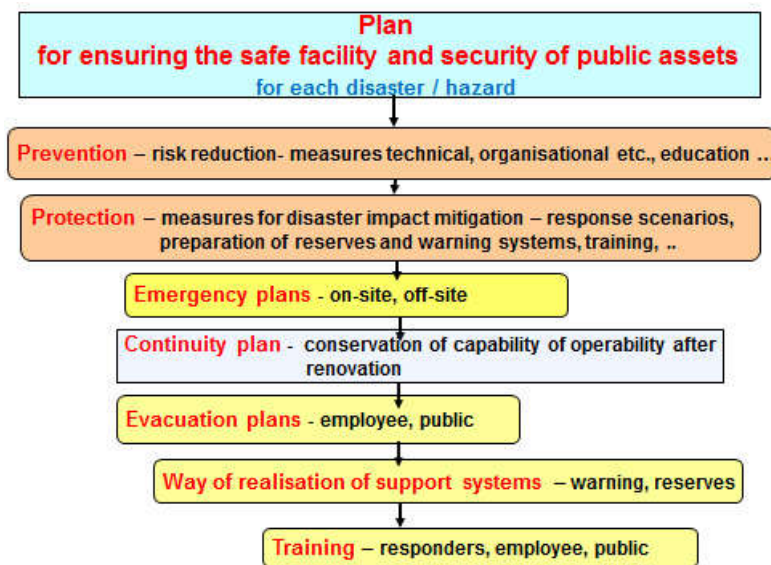 Plan
for ensuring the safe facility and security of public assets
for each disaster / hazard
Prevention – risk reduction- measures technical, organisational etc., education ...
Protection – measures for disaster impact mitigation – response scenarios,
preparation of reserves and warning systems, training, ..
Emergency plans - on-site, off-site
Continuity plan - conservation of capability of operability after
renovation
Evacuation plans - employee, public
Way of realisation of support systems – warning, reserves
Training – responders, employee, public